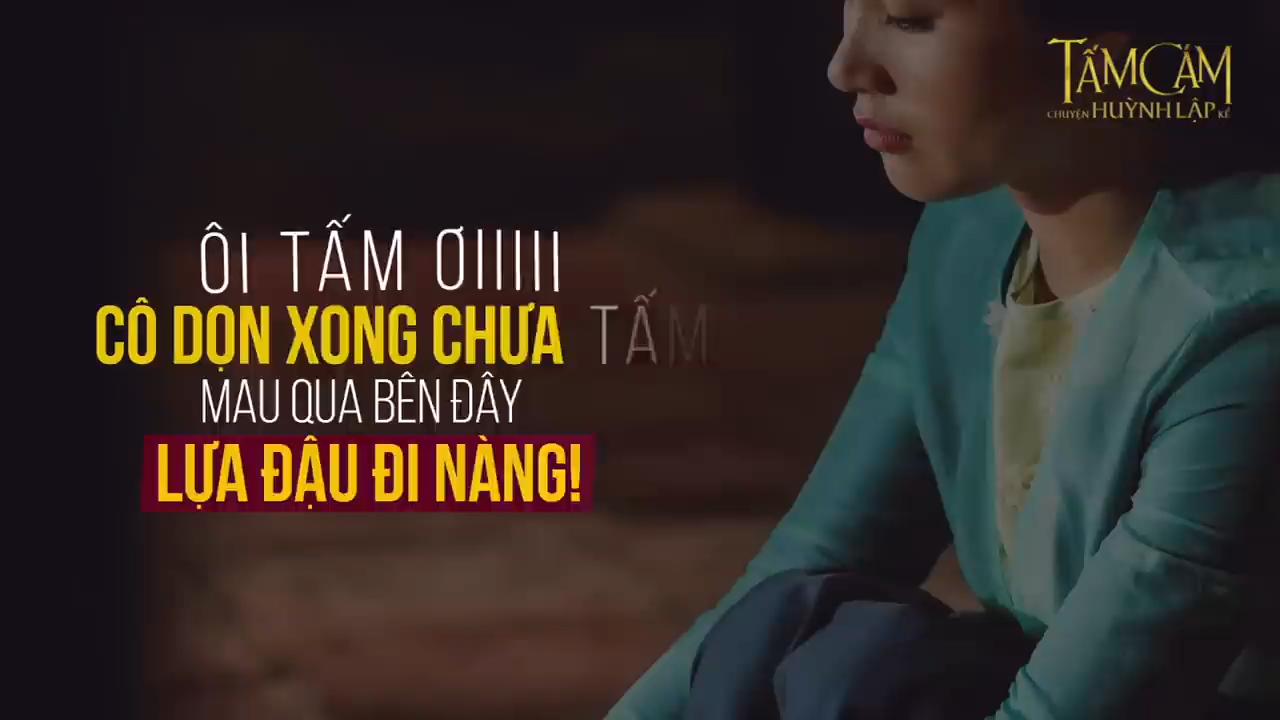 TẤM CÁM
CHUYỆN HUỲNH LẬP KỂ
ÔI TẤM ƠIIIII
CÔ DỌN XONG CHƯA TẤM
MAU QUA BÊN ĐÂY
LỰA ĐẬU ĐI NÀNG!